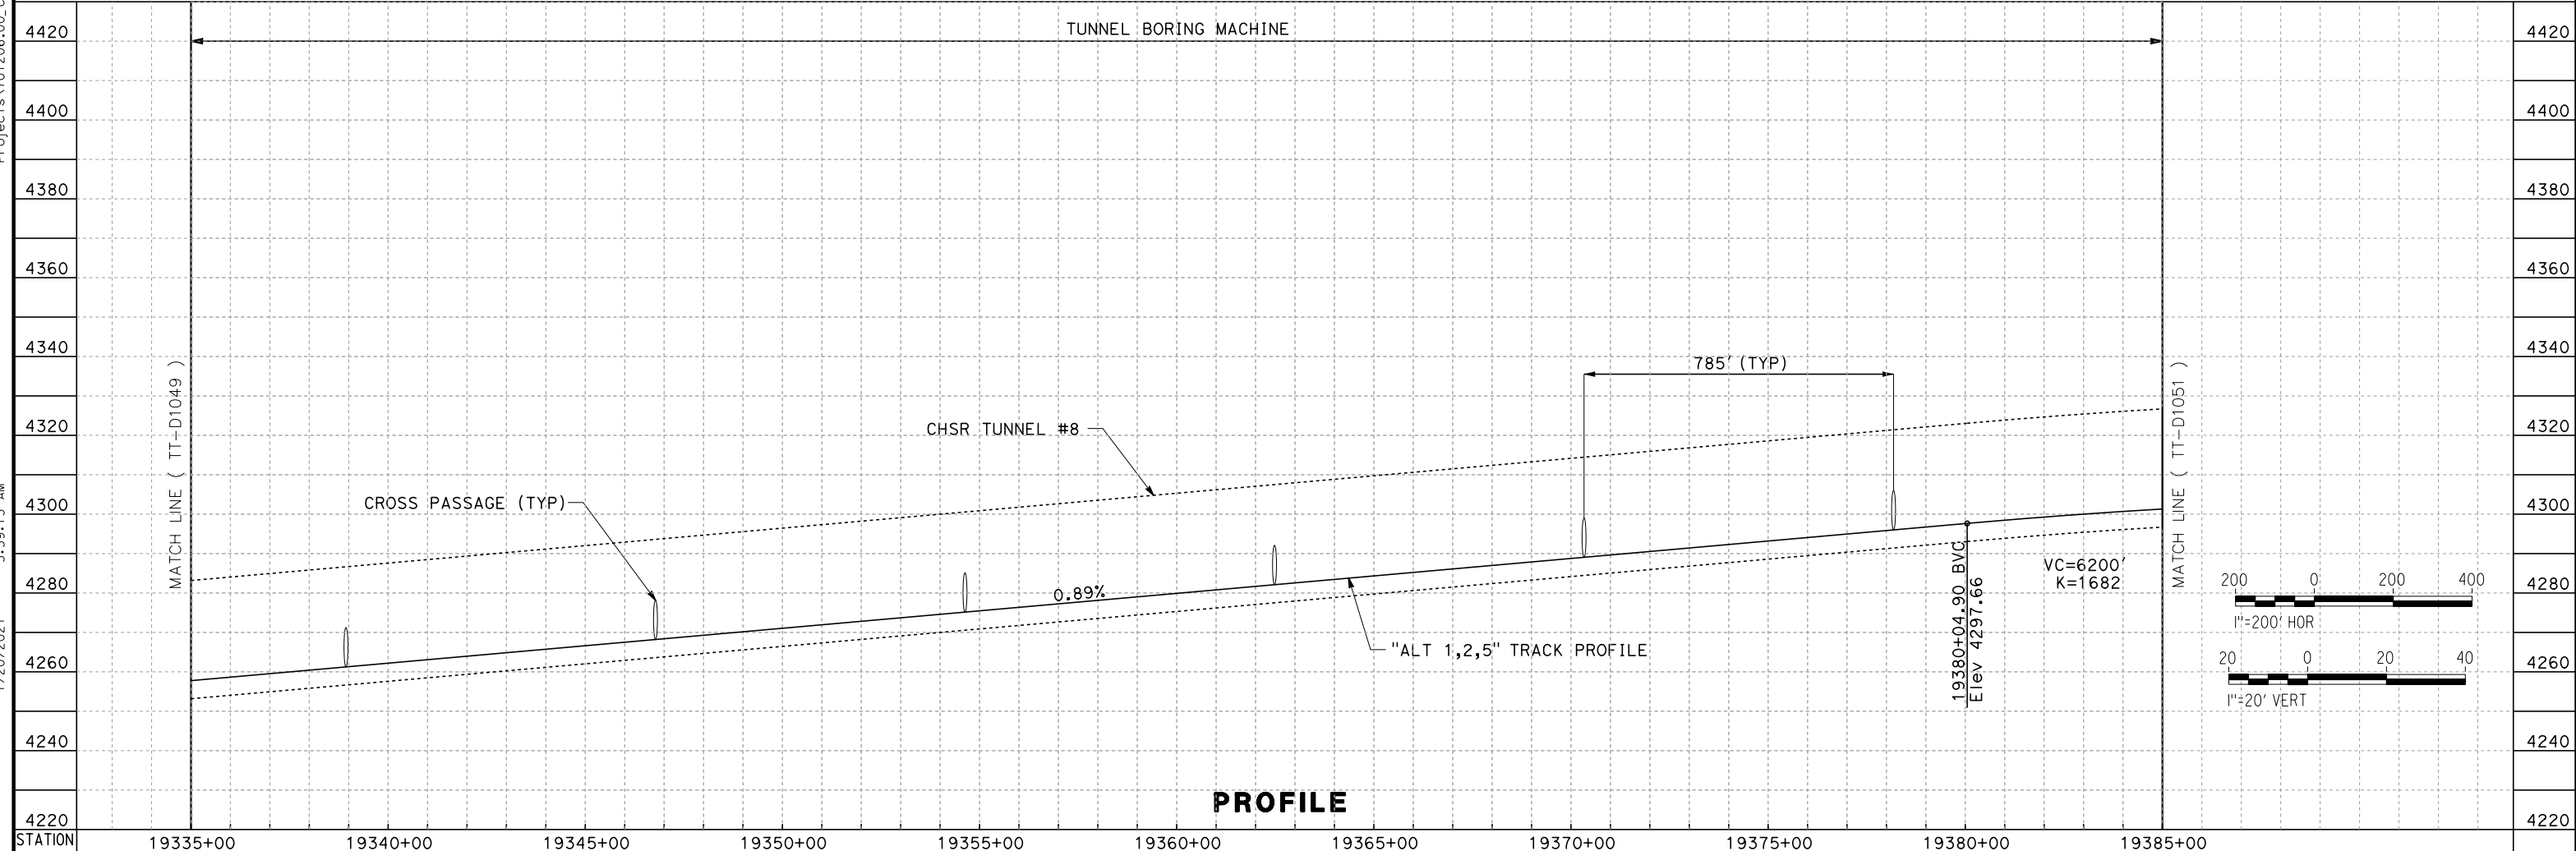 TUNNEL BORING MACHINE
4420 4420
4400 4400
4380 4380
4360 4360
4340 4340
4320 4320
4300 4300
4280 4280
4260 4260
4240 4240
4220 4220
MATCH LINE ( TT-D1049 )
MATCH LINE ( TT-D1051 )
785' (TYP)
CHSR TUNNEL #8
CROSS PASSAGE (TYP)
0.89%
"ALT 1,2,5" TRACK PROFILE
19380+04.90 BVC
Elev 4297.66
VC=6200'
K=1682
200 0 200 400
1"=200' HOR
20 0 20 40
1"=20' VERT
PROFILE
STATION 19335+00 19340+00 19345+00 19350+00 19355+00 19360+00 19365+00 19370+00 19375+00 19380+00 19385+00